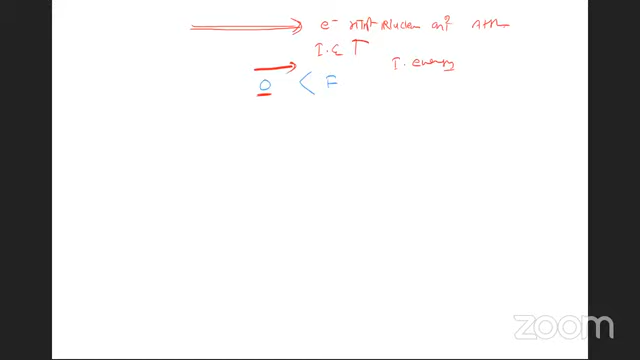 e⁻ Nucleus
I.E ↑
I. energy
O < F
zoom